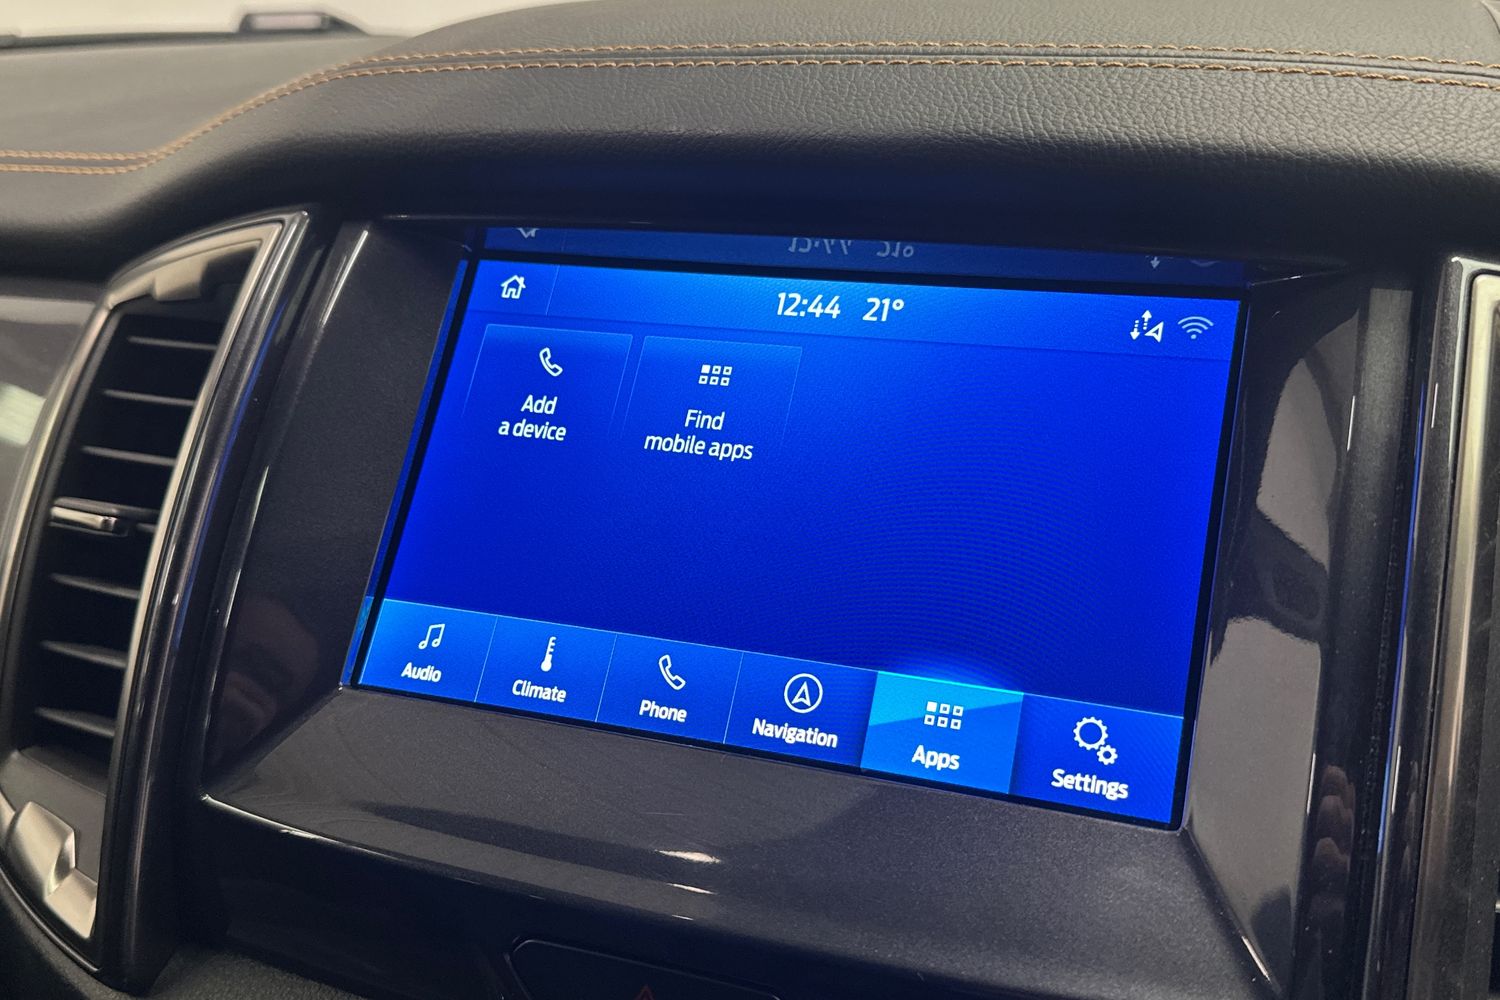 12:44 21°
Add
a device
Find
mobile apps
Audio
Climate
Phone
Navigation
Apps
Settings